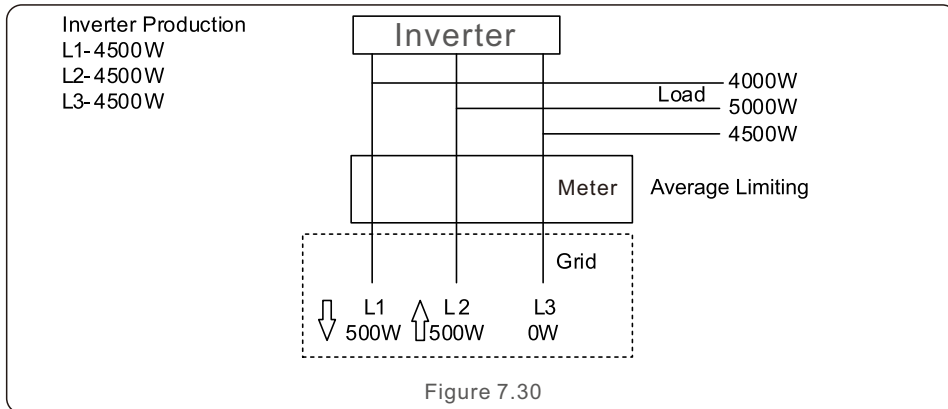 Inverter Production
L1-4500W
L2-4500W
L3-4500W
Inverter
Load
4000W
5000W
4500W
Meter
Average Limiting
Grid
L1 L2 L3
500W 500W 0W
Figure 7.30